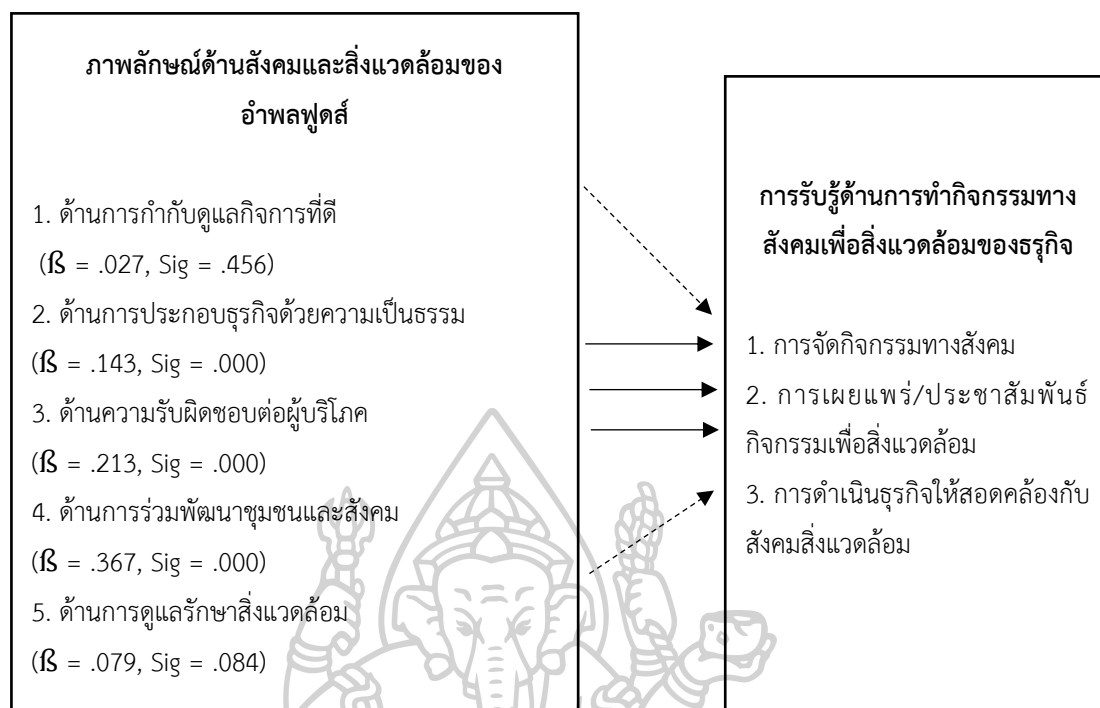 ภาพลักษณ์ด้านสังคมและสิ่งแวดล้อมของ
อำพลฟูดส์
1. ด้านการกำกับดูแลกิจการที่ดี
(ß = .027, Sig = .456)
2. ด้านการประกอบธุรกิจด้วยความเป็นธรรม
(ß = .143, Sig = .000)
3. ด้านความรับผิดชอบต่อผู้บริโภค
(ß = .213, Sig = .000)
4. ด้านการร่วมพัฒนาชุมชนและสังคม
(ß = .367, Sig = .000)
5. ด้านการดูแลรักษาสิ่งแวดล้อม
(ß = .079, Sig = .084)
การรับรู้ด้านการทำกิจกรรมทาง
สังคมเพื่อสิ่งแวดล้อมของธุรกิจ
1. การจัดกิจกรรมทางสังคม
2. การเผยแพร่/ประชาสัมพันธ์
กิจกรรมเพื่อสิ่งแวดล้อม
3. การดำเนินธุรกิจให้สอดคล้องกับ
สังคมสิ่งแวดล้อม